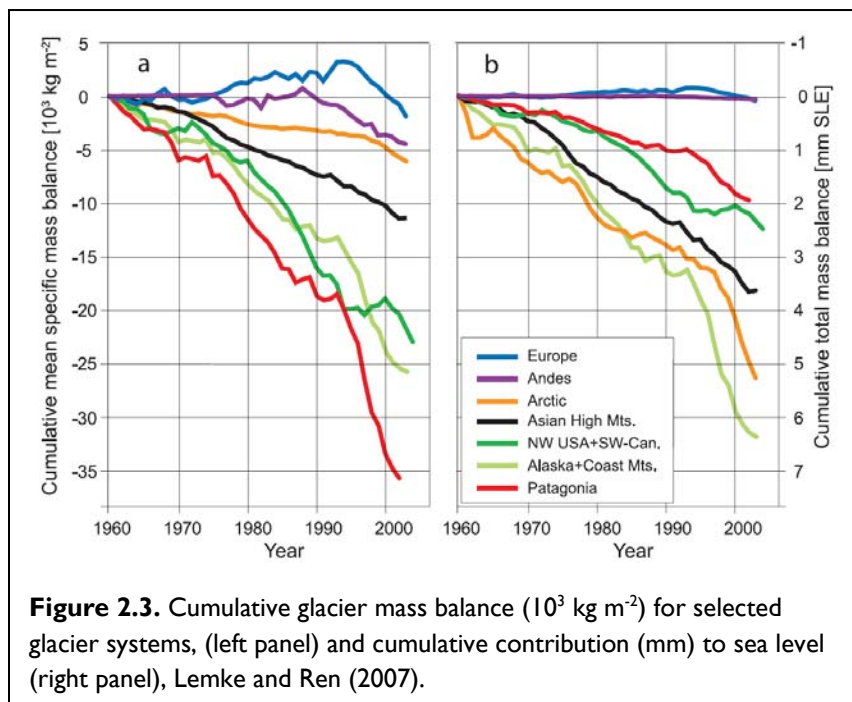 a
b
Cumulative mean specific mass balance [10³ kg m⁻²]
5
0
-5
-10
-15
-20
-25
-30
-35
1960
1970
1980
1990
2000
Year
Europe
Andes
Arctic
Asian High Mts.
NW USA+SW-Can.
Alaska+Coast Mts.
Patagonia
1960
1970
1980
1990
2000
Year
-1
0
1
2
3
4
5
6
7
Cumulative total mass balance [mm SLE]
Figure 2.3. Cumulative glacier mass balance (10³ kg m⁻²) for selected
glacier systems, (left panel) and cumulative contribution (mm) to sea level
(right panel), Lemke and Ren (2007).